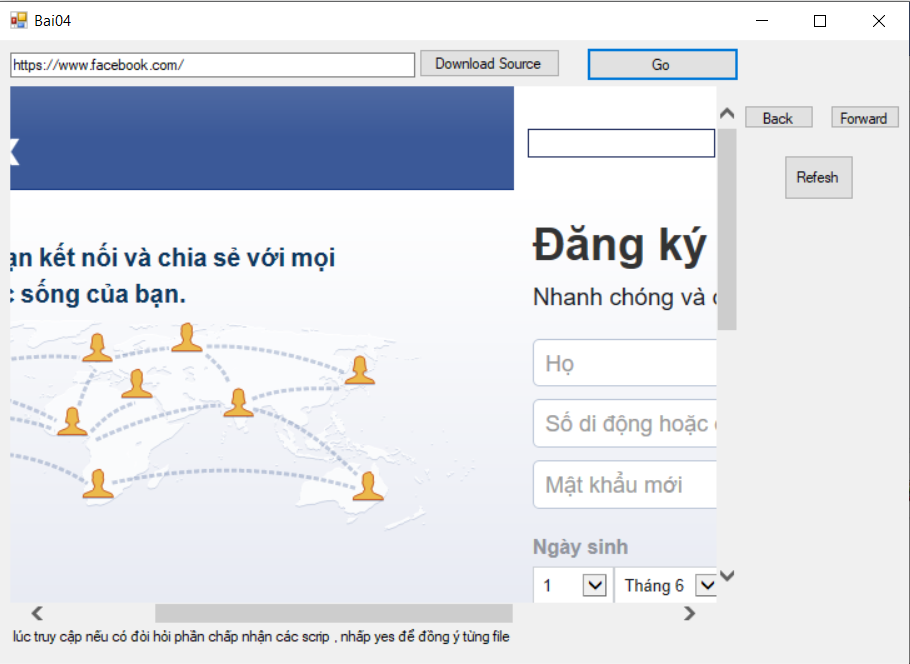 Bai04
https://www.facebook.com/ Download Source Go
Back Forward
Refesh
ạn kết nối và chia sẻ với mọi
sống của bạn.
Đăng ký
Nhanh chóng và
Họ
Số di động hoặc
Mật khẩu mới
Ngày sinh
1 Tháng 6
lúc truy cập nếu có đòi hỏi phần chấp nhận các scrip , nhấp yes để đồng ý từng file